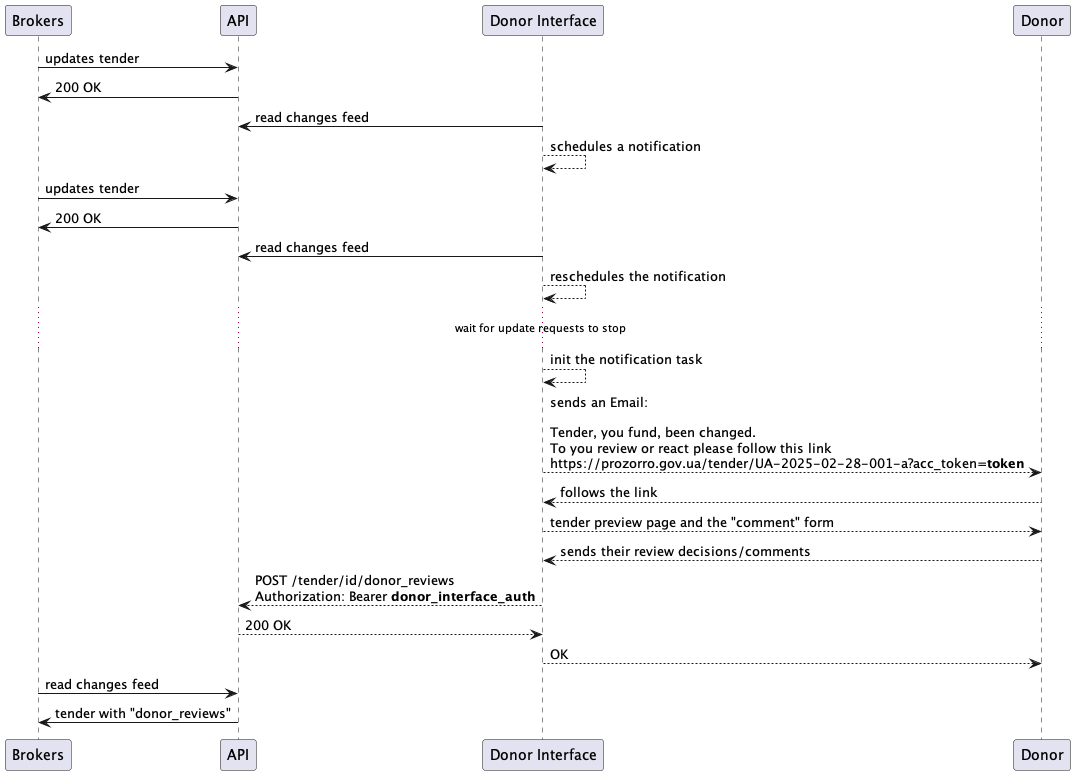 Brokers API Donor Interface Donor
updates tender
200 OK
read changes feed
schedules a notification
updates tender
200 OK
read changes feed
reschedules the notification
wait for update requests to stop
init the notification task
sends an Email:
Tender, you fund, been changed.
To you review or react please follow this link
https://prozorro.gov.ua/tender/UA-2025-02-28-001-a?acc_token=token
follows the link
tender preview page and the "comment" form
sends their review decisions/comments
POST /tender/id/donor_reviews
Authorization: Bearer donor_interface_auth
200 OK
OK
read changes feed
tender with "donor_reviews"
Brokers API Donor Interface Donor